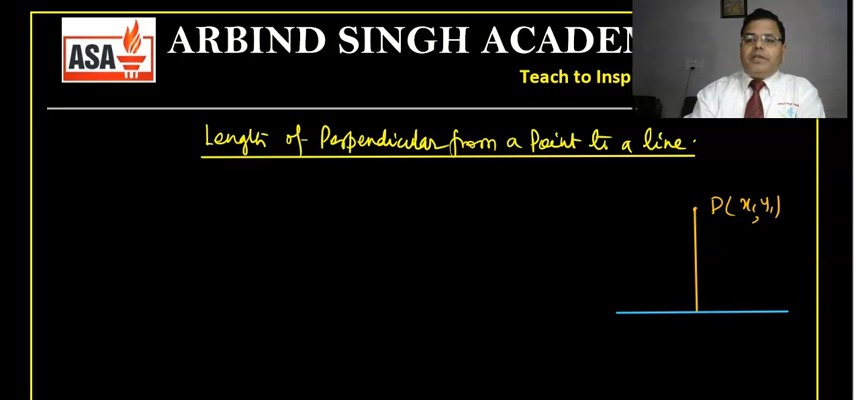 ASA
ARBIND SINGH ACADEM
Teach to Insp
Length of Perpendicular from a Point to a line.
P(x₁, y₁)